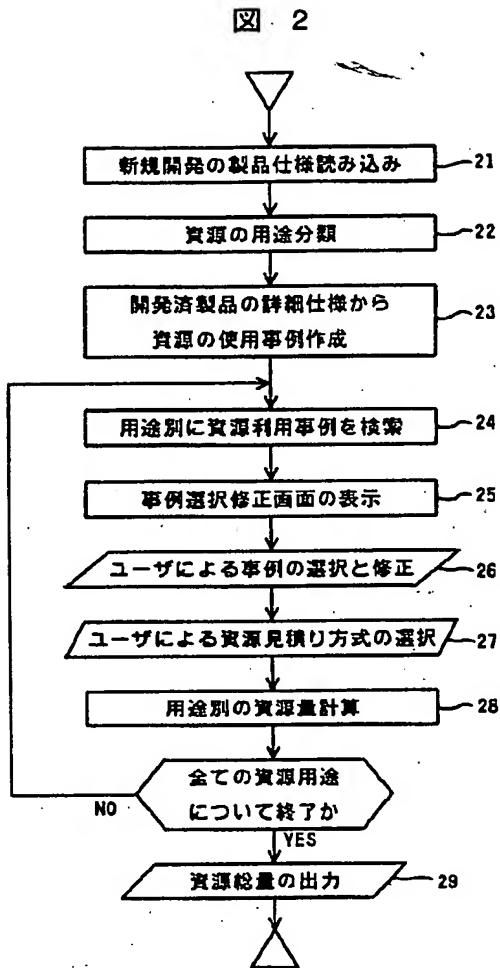 図 2
新規開発の製品仕様読み込み
21
資源の用途分類
22
開発済製品の詳細仕様から
資源の使用事例作成
23
用途別に資源利用事例を検索
24
事例選択修正画面の表示
25
ユーザによる事例の選択と修正
26
ユーザによる資源見積り方式の選択
27
用途別の資源量計算
28
全ての資源用途
について終了か
NO
YES
資源総量の出力
29